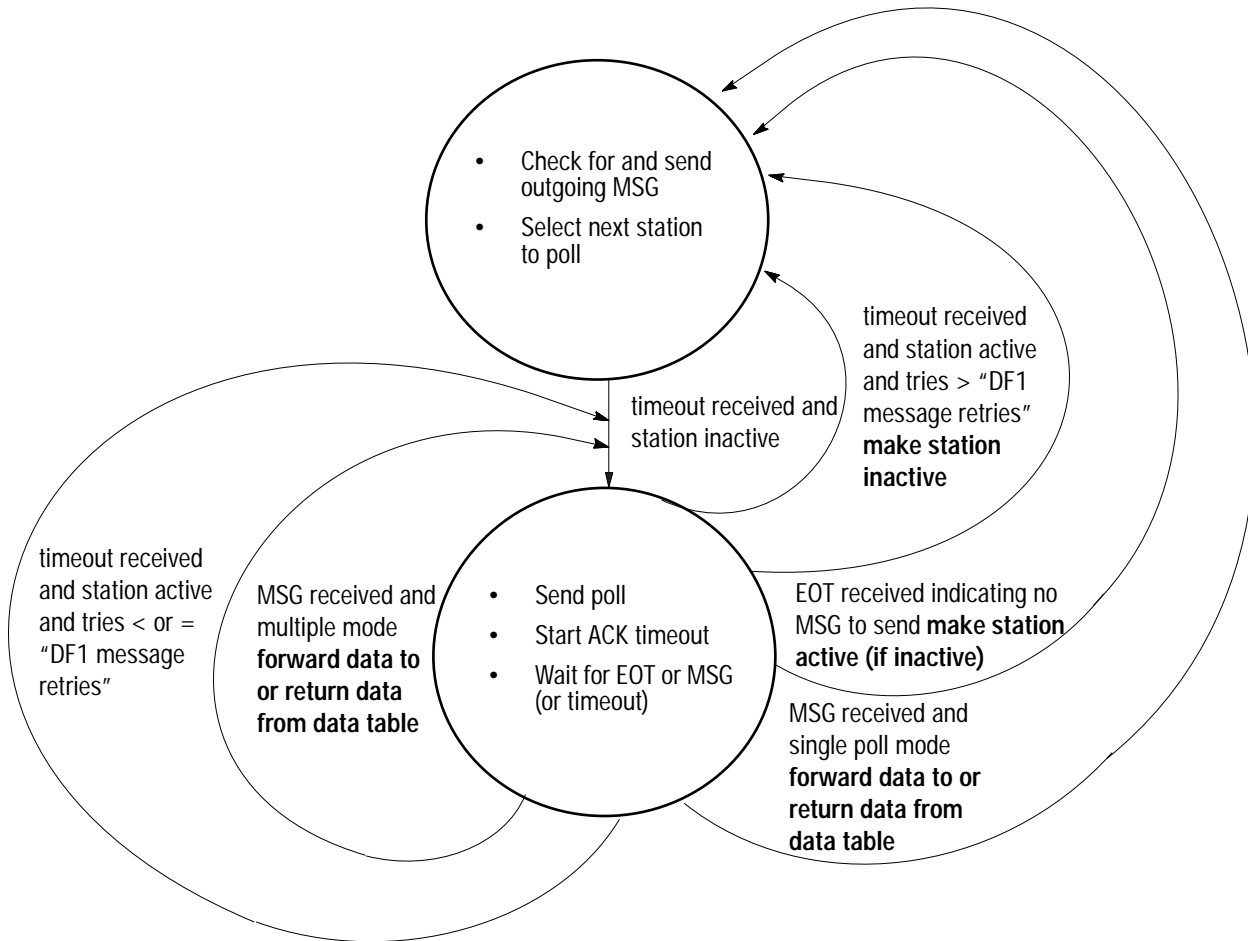 • Check for and send
outgoing MSG
• Select next station
to poll
timeout received and
station inactive
timeout received
and station active
and tries > “DF1
message retries”
make station
inactive
timeout received
and station active
and tries < or =
“DF1 message
retries”
MSG received and
multiple mode
forward data to
or return data
from data table
• Send poll
• Start ACK timeout
• Wait for EOT or MSG
(or timeout)
EOT received indicating no
MSG to send make station
active (if inactive)
MSG received and
single poll mode
forward data to or
return data from
data table